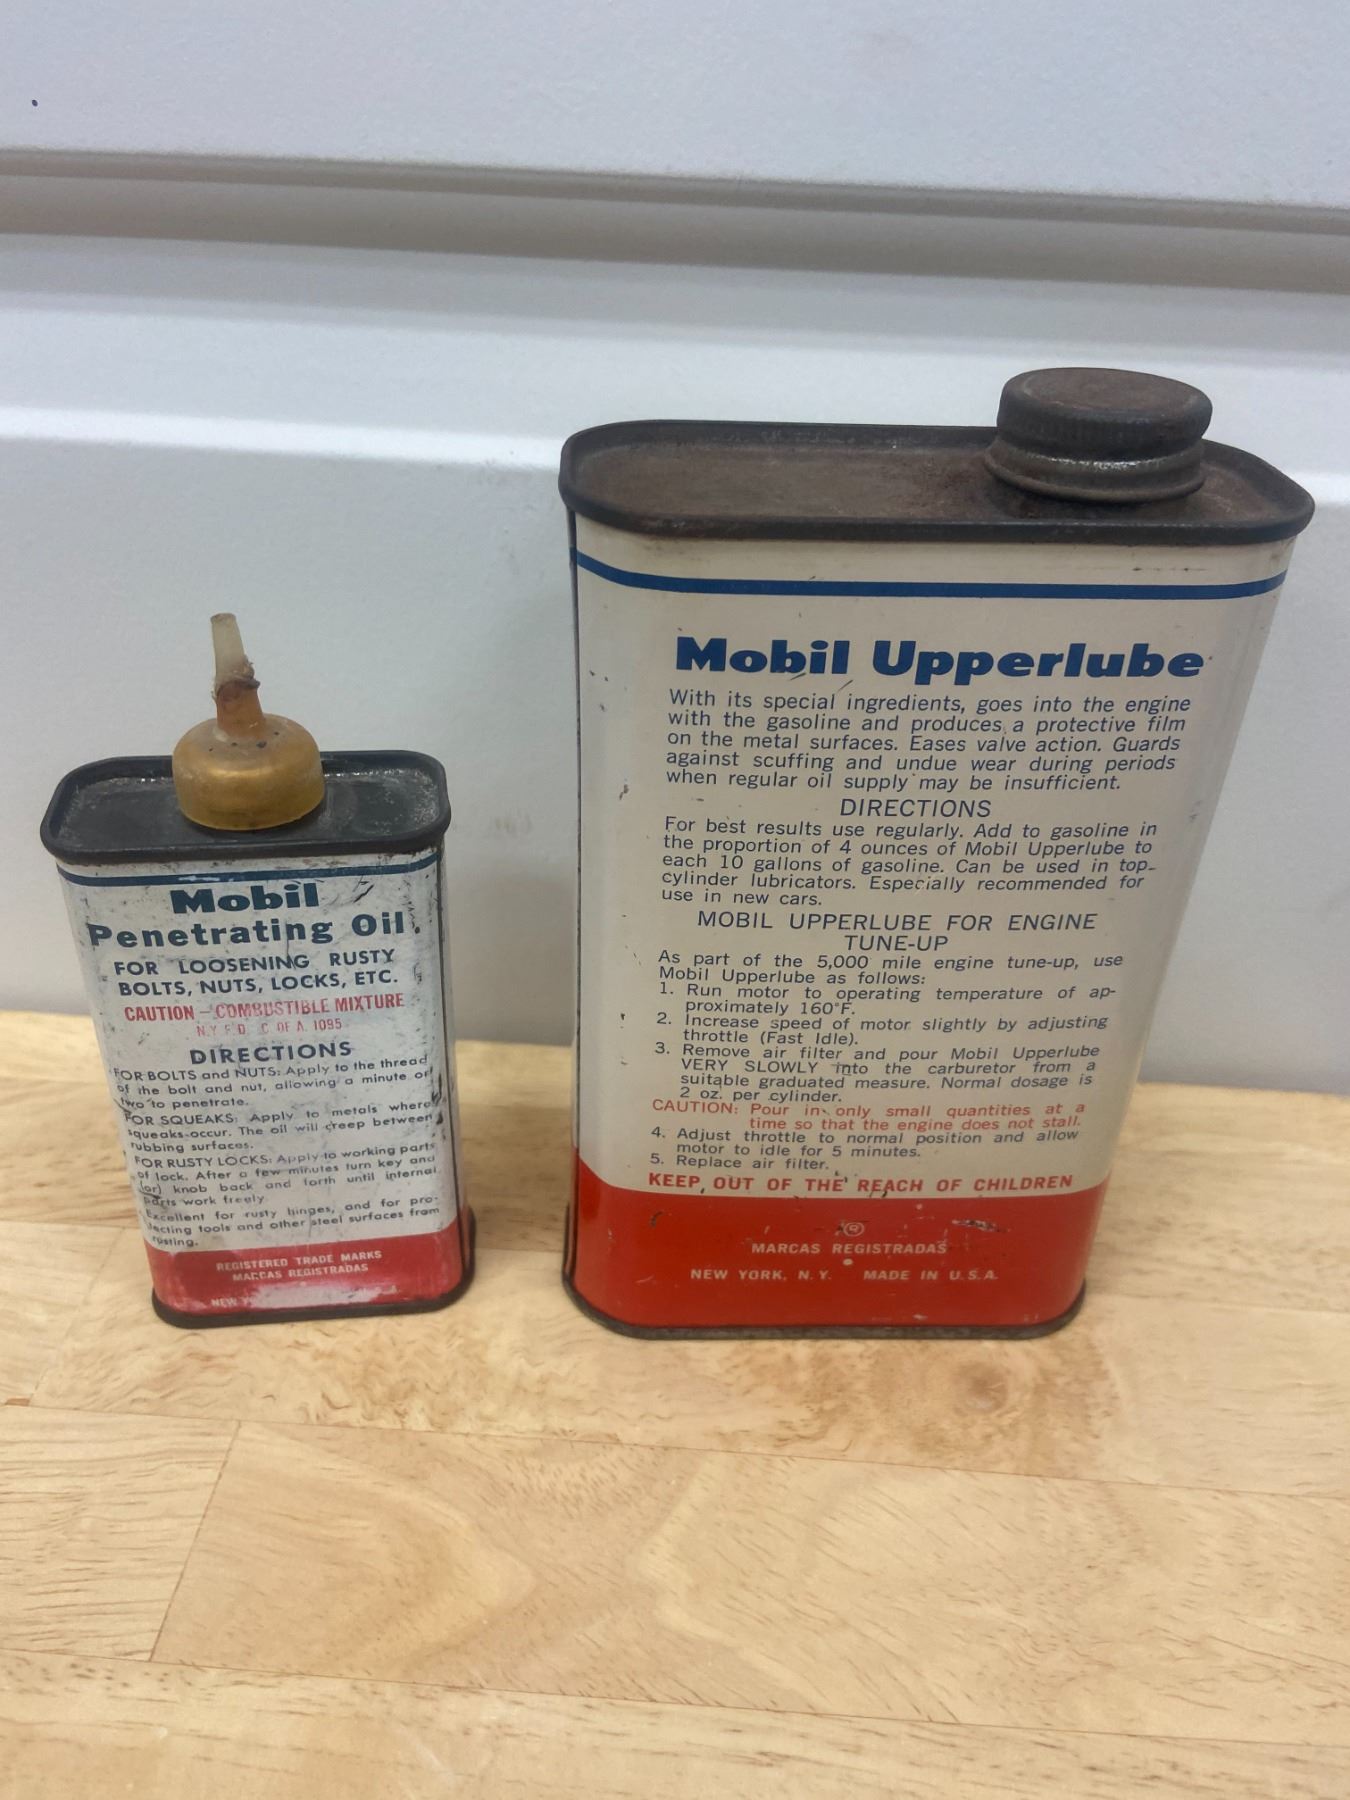 Mobil
Penetrating Oil
FOR LOOSENING RUSTY
BOLTS, NUTS, LOCKS, ETC.
CAUTION — COMBUSTIBLE MIXTURE
N.Y.F.D. C. OF A. 1095
DIRECTIONS
FOR BOLTS and NUTS: Apply to the thread
of the bolt and nut, allowing a minute or
two to penetrate.
FOR SQUEAKS: Apply to metals where
squeaks occur. The oil will creep between
rubbing surfaces.
FOR RUSTY LOCKS: Apply to working parts
of lock. After a few minutes turn key and
(or) knob back and forth until internal
parts work freely.
Excellent for rusty hinges, and for pro-
tecting tools and other steel surfaces from
rusting.
REGISTERED TRADE MARKS
MARCAS REGISTRADAS
NEW
Mobil Upperlube
With its special ingredients, goes into the engine
with the gasoline and produces a protective film
on the metal surfaces. Eases valve action. Guards
against scuffing and undue wear during periods
when regular oil supply may be insufficient.
DIRECTIONS
For best results use regularly. Add to gasoline in
the proportion of 4 ounces of Mobil Upperlube to
each 10 gallons of gasoline. Can be used in top-
cylinder lubricators. Especially recommended for
use in new cars.
MOBIL UPPERLUBE FOR ENGINE
TUNE-UP
As part of the 5,000 mile engine tune-up, use
Mobil Upperlube as follows:
1. Run motor to operating temperature of ap-
proximately 160°F.
2. Increase speed of motor slightly by adjusting
throttle (Fast Idle).
3. Remove air filter and pour Mobil Upperlube
VERY SLOWLY into the carburetor from a
suitable graduated measure. Normal dosage is
2 oz. per cylinder.
CAUTION: Pour in only small quantities at a
time so that the engine does not stall.
4. Adjust throttle to normal position and allow
motor to idle for 5 minutes.
5. Replace air filter.
KEEP OUT OF THE REACH OF CHILDREN
®
MARCAS REGISTRADAS
NEW YORK, N.Y. MADE IN U.S.A.